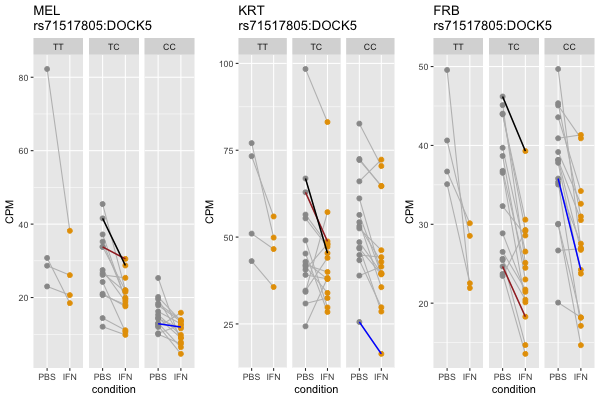 MEL
rs71517805:DOCK5
TT TC CC
CPM
80
60
40
20
PBS IFN PBS IFN PBS IFN
condition
KRT
rs71517805:DOCK5
TT TC CC
CPM
100
75
50
25
PBS IFN PBS IFN PBS IFN
condition
FRB
rs71517805:DOCK5
TT TC CC
CPM
50
40
30
20
PBS IFN PBS IFN PBS IFN
condition